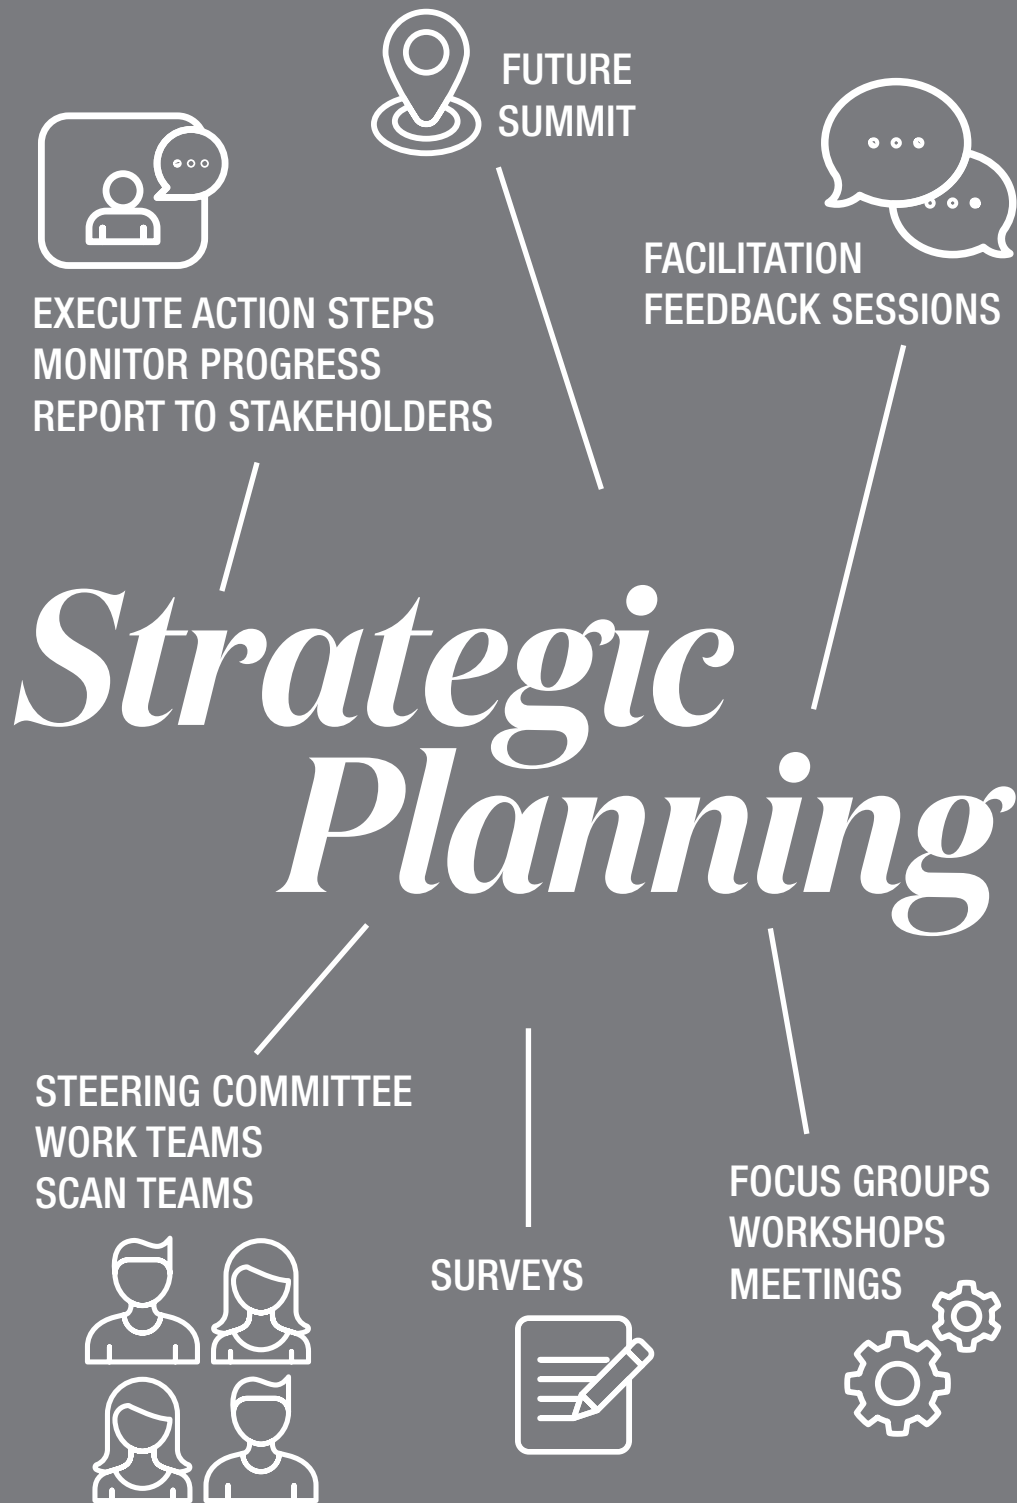 FUTURE
SUMMIT
FACILITATION
FEEDBACK SESSIONS
EXECUTE ACTION STEPS
MONITOR PROGRESS
REPORT TO STAKEHOLDERS
Strategic
Planning
STEERING COMMITTEE
WORK TEAMS
SCAN TEAMS
SURVEYS
FOCUS GROUPS
WORKSHOPS
MEETINGS